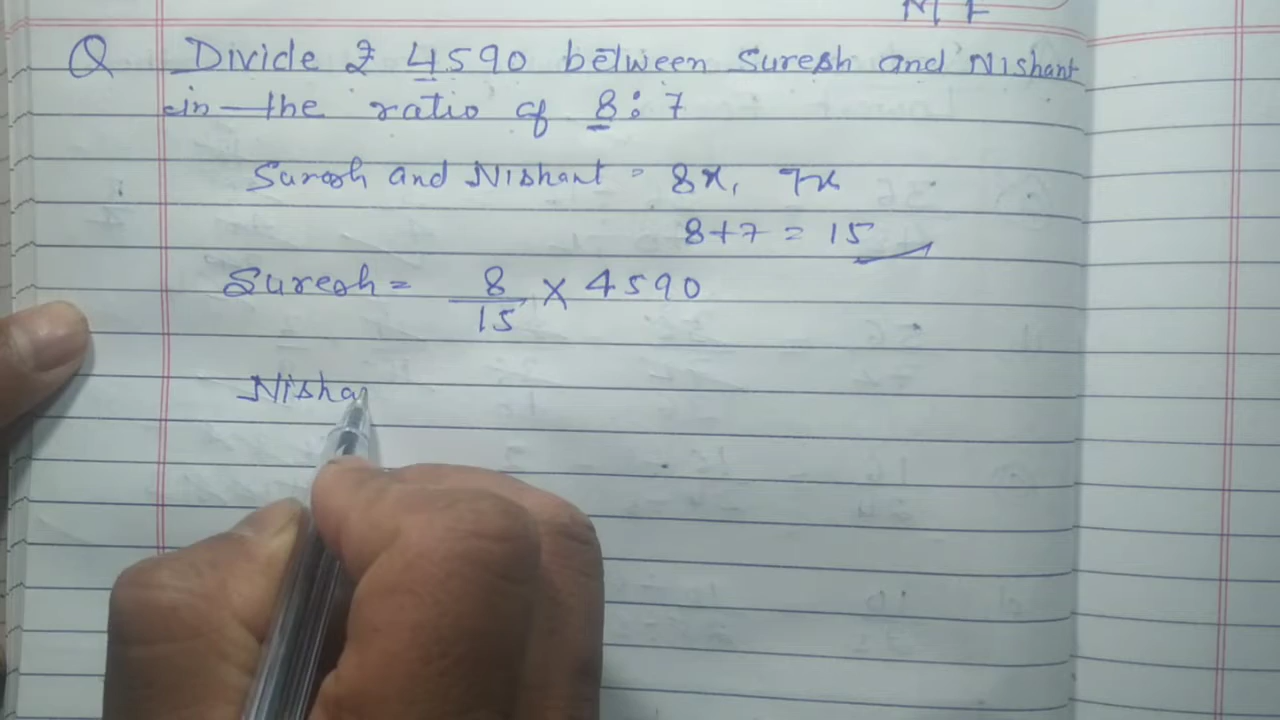 Q Divide ₹ 4590 between Suresh and Nishant
in the ratio of 8:7
Suresh and Nishant = 8x, 7x
8+7 = 15
Suresh = 8/15 × 4590
Nisha